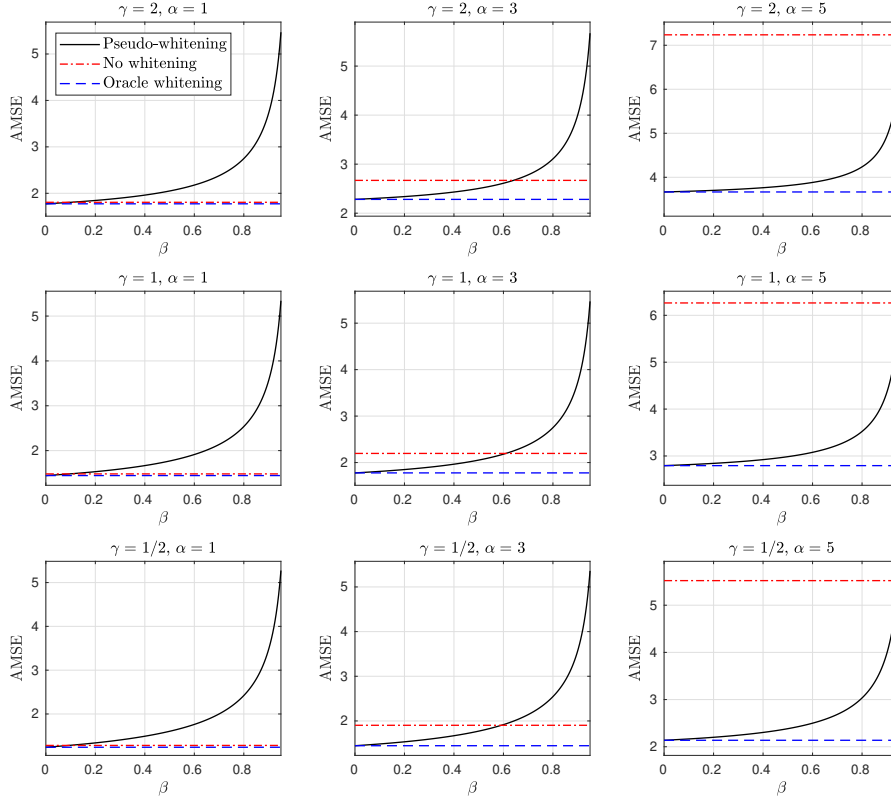 γ = 2, α = 1
AMSE
5
4
3
2
Pseudo-whitening
No whitening
Oracle whitening
0 0.2 0.4 0.6 0.8
β
γ = 2, α = 3
AMSE
5
4
3
2
0 0.2 0.4 0.6 0.8
β
γ = 2, α = 5
AMSE
7
6
5
4
0 0.2 0.4 0.6 0.8
β
γ = 1, α = 1
AMSE
5
4
3
2
0 0.2 0.4 0.6 0.8
β
γ = 1, α = 3
AMSE
5
4
3
2
0 0.2 0.4 0.6 0.8
β
γ = 1, α = 5
AMSE
6
5
4
3
0 0.2 0.4 0.6 0.8
β
γ = 1/2, α = 1
AMSE
5
4
3
2
0 0.2 0.4 0.6 0.8
β
γ = 1/2, α = 3
AMSE
5
4
3
2
0 0.2 0.4 0.6 0.8
β
γ = 1/2, α = 5
AMSE
5
4
3
2
0 0.2 0.4 0.6 0.8
β